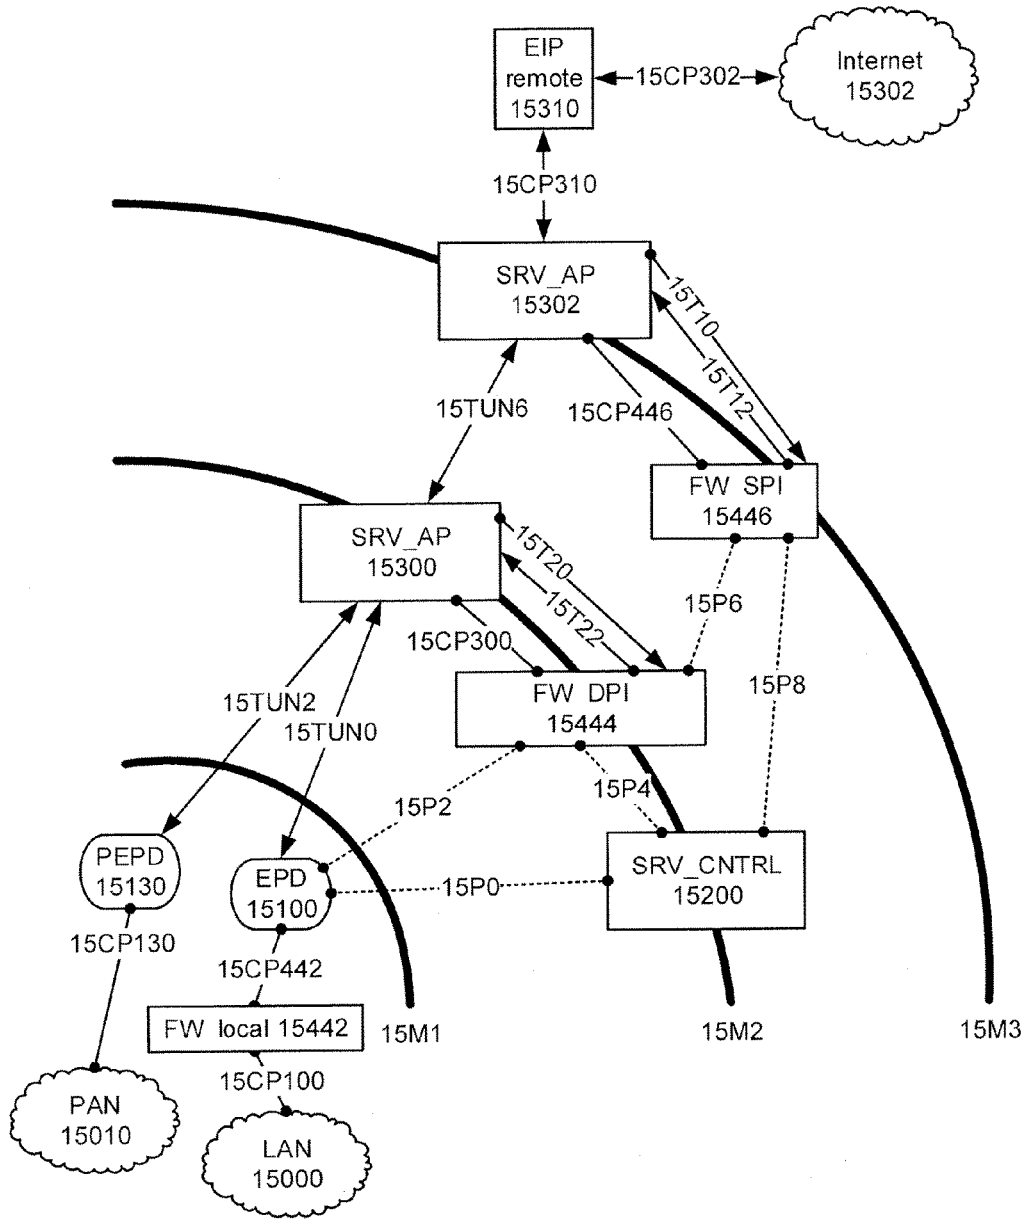 EIP
remote
15310
15CP302
Internet
15302
15CP310
SRV_AP
15302
15T10
15T12
15TUN6
15CP446
FW SPI
15446
SRV_AP
15300
15T20
15T22
15CP300
15P6
15P8
15TUN2
15TUN0
FW DPI
15444
15P2
15P4
PEPD
15130
EPD
15100
15P0
SRV_CNTRL
15200
15CP130
15CP442
FW local 15442
15M1
15M2
15M3
15CP100
PAN
15010
LAN
15000